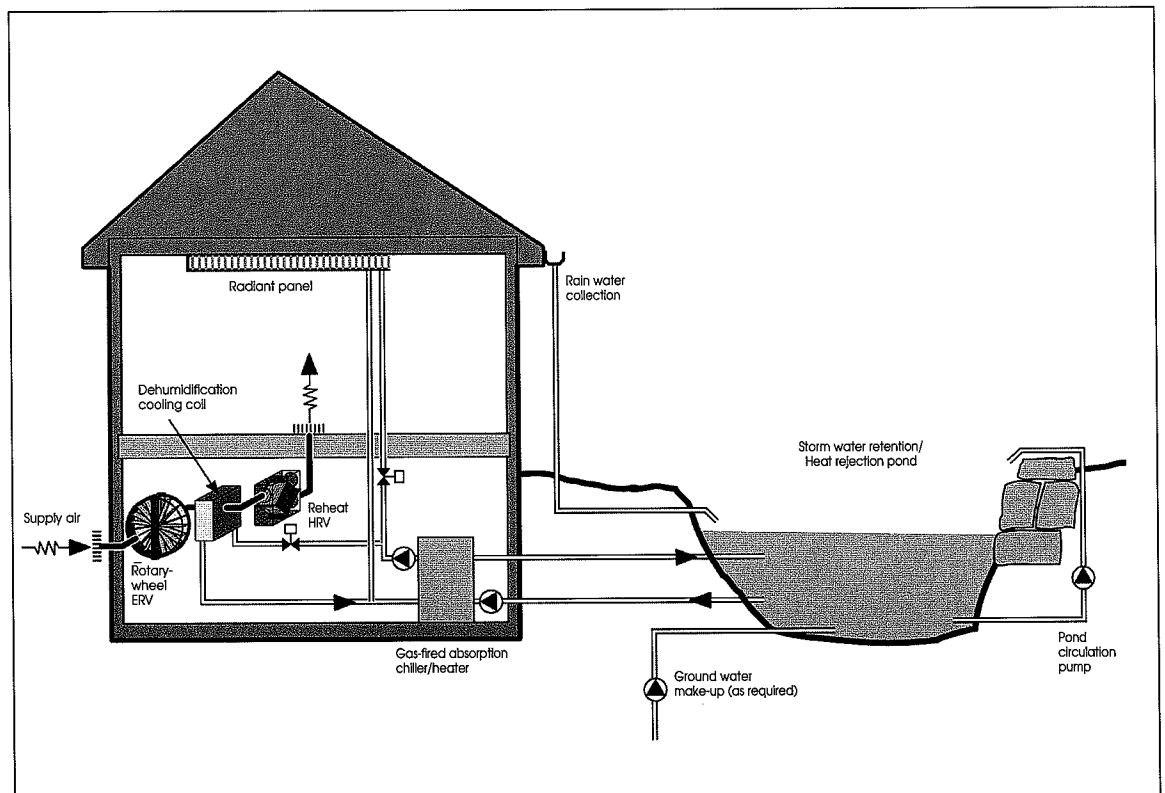 Radiant panel
Rain water
collection
Dehumidification
cooling coil
Storm water retention/
Heat rejection pond
Supply air
Reheat
HRV
Rotary-
wheel
ERV
Gas-fired absorption
chiller/heater
Ground water
make-up (as required)
Pond
circulation
pump